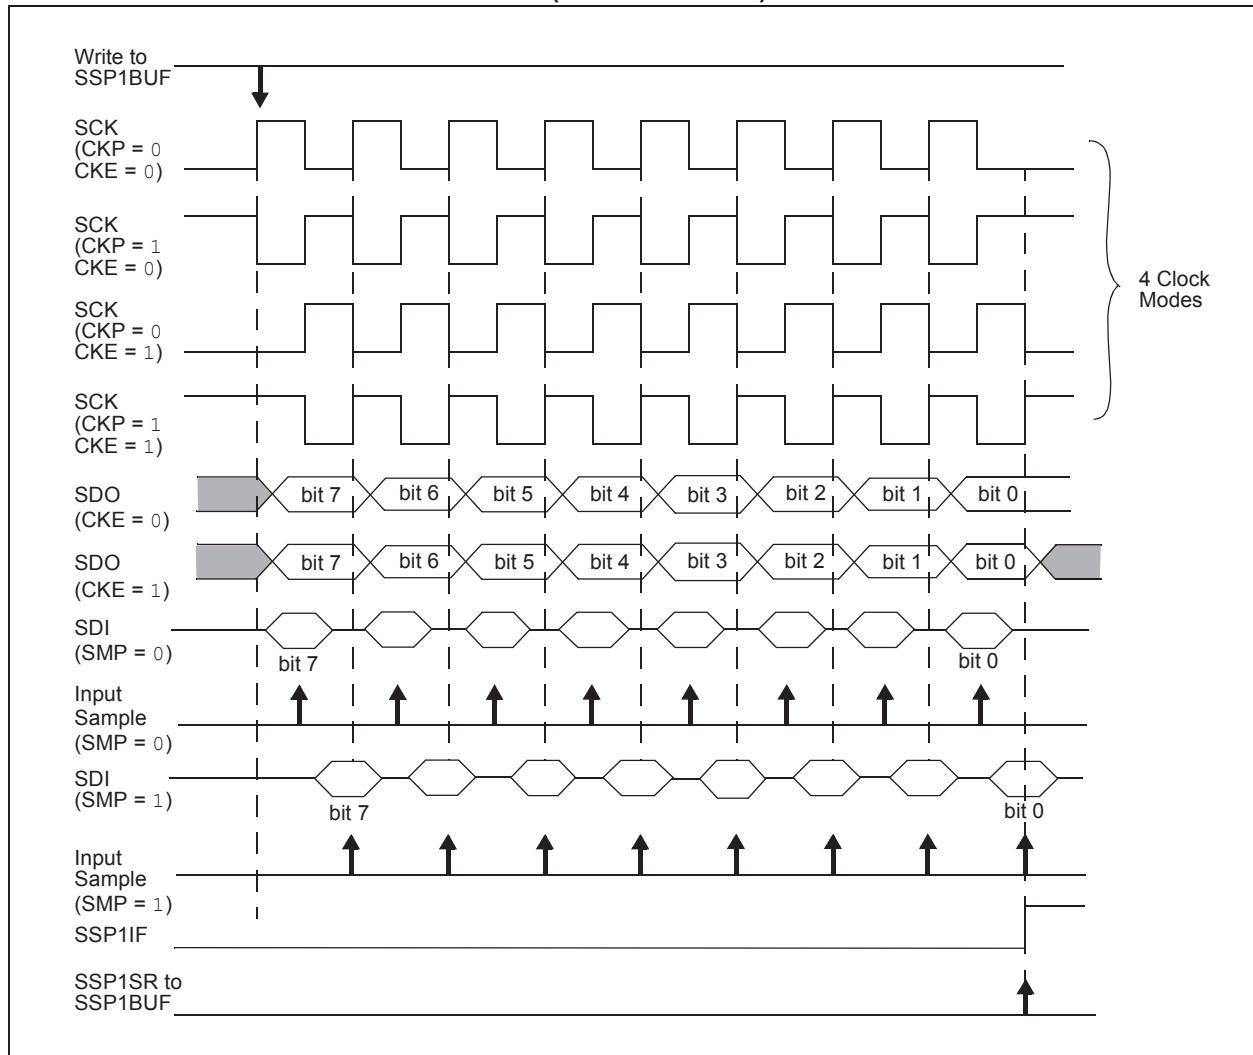 Write to
SSP1BUF
SCK
(CKP = 0
CKE = 0)
SCK
(CKP = 1
CKE = 0)
4 Clock
Modes
SCK
(CKP = 0
CKE = 1)
SCK
(CKP = 1
CKE = 1)
SDO
(CKE = 0)
bit 7 bit 6 bit 5 bit 4 bit 3 bit 2 bit 1 bit 0
SDO
(CKE = 1)
bit 7 bit 6 bit 5 bit 4 bit 3 bit 2 bit 1 bit 0
SDI
(SMP = 0)
bit 7 bit 0
Input
Sample
(SMP = 0)
SDI
(SMP = 1)
bit 7 bit 0
Input
Sample
(SMP = 1)
SSP1IF
SSP1SR to
SSP1BUF